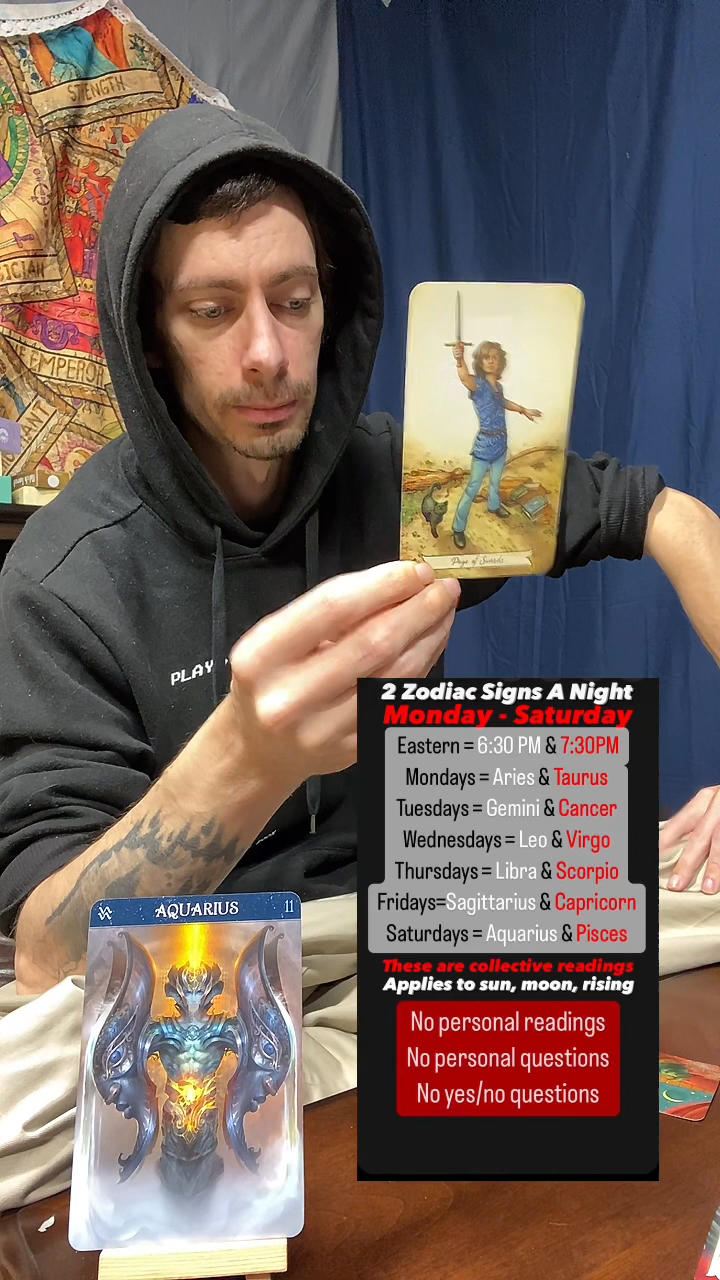 STRENGTH
ICIAN
EMPEROR
ANT
PLAY
Page of Swords
2 Zodiac Signs A Night
Monday - Saturday
Eastern = 6:30 PM & 7:30PM
Mondays = Aries & Taurus
Tuesdays = Gemini & Cancer
Wednesdays = Leo & Virgo
Thursdays = Libra & Scorpio
Fridays=Sagittarius & Capricorn
Saturdays = Aquarius & Pisces
These are collective readings
Applies to sun, moon, rising
No personal readings
No personal questions
No yes/no questions
AQUARIUS 11